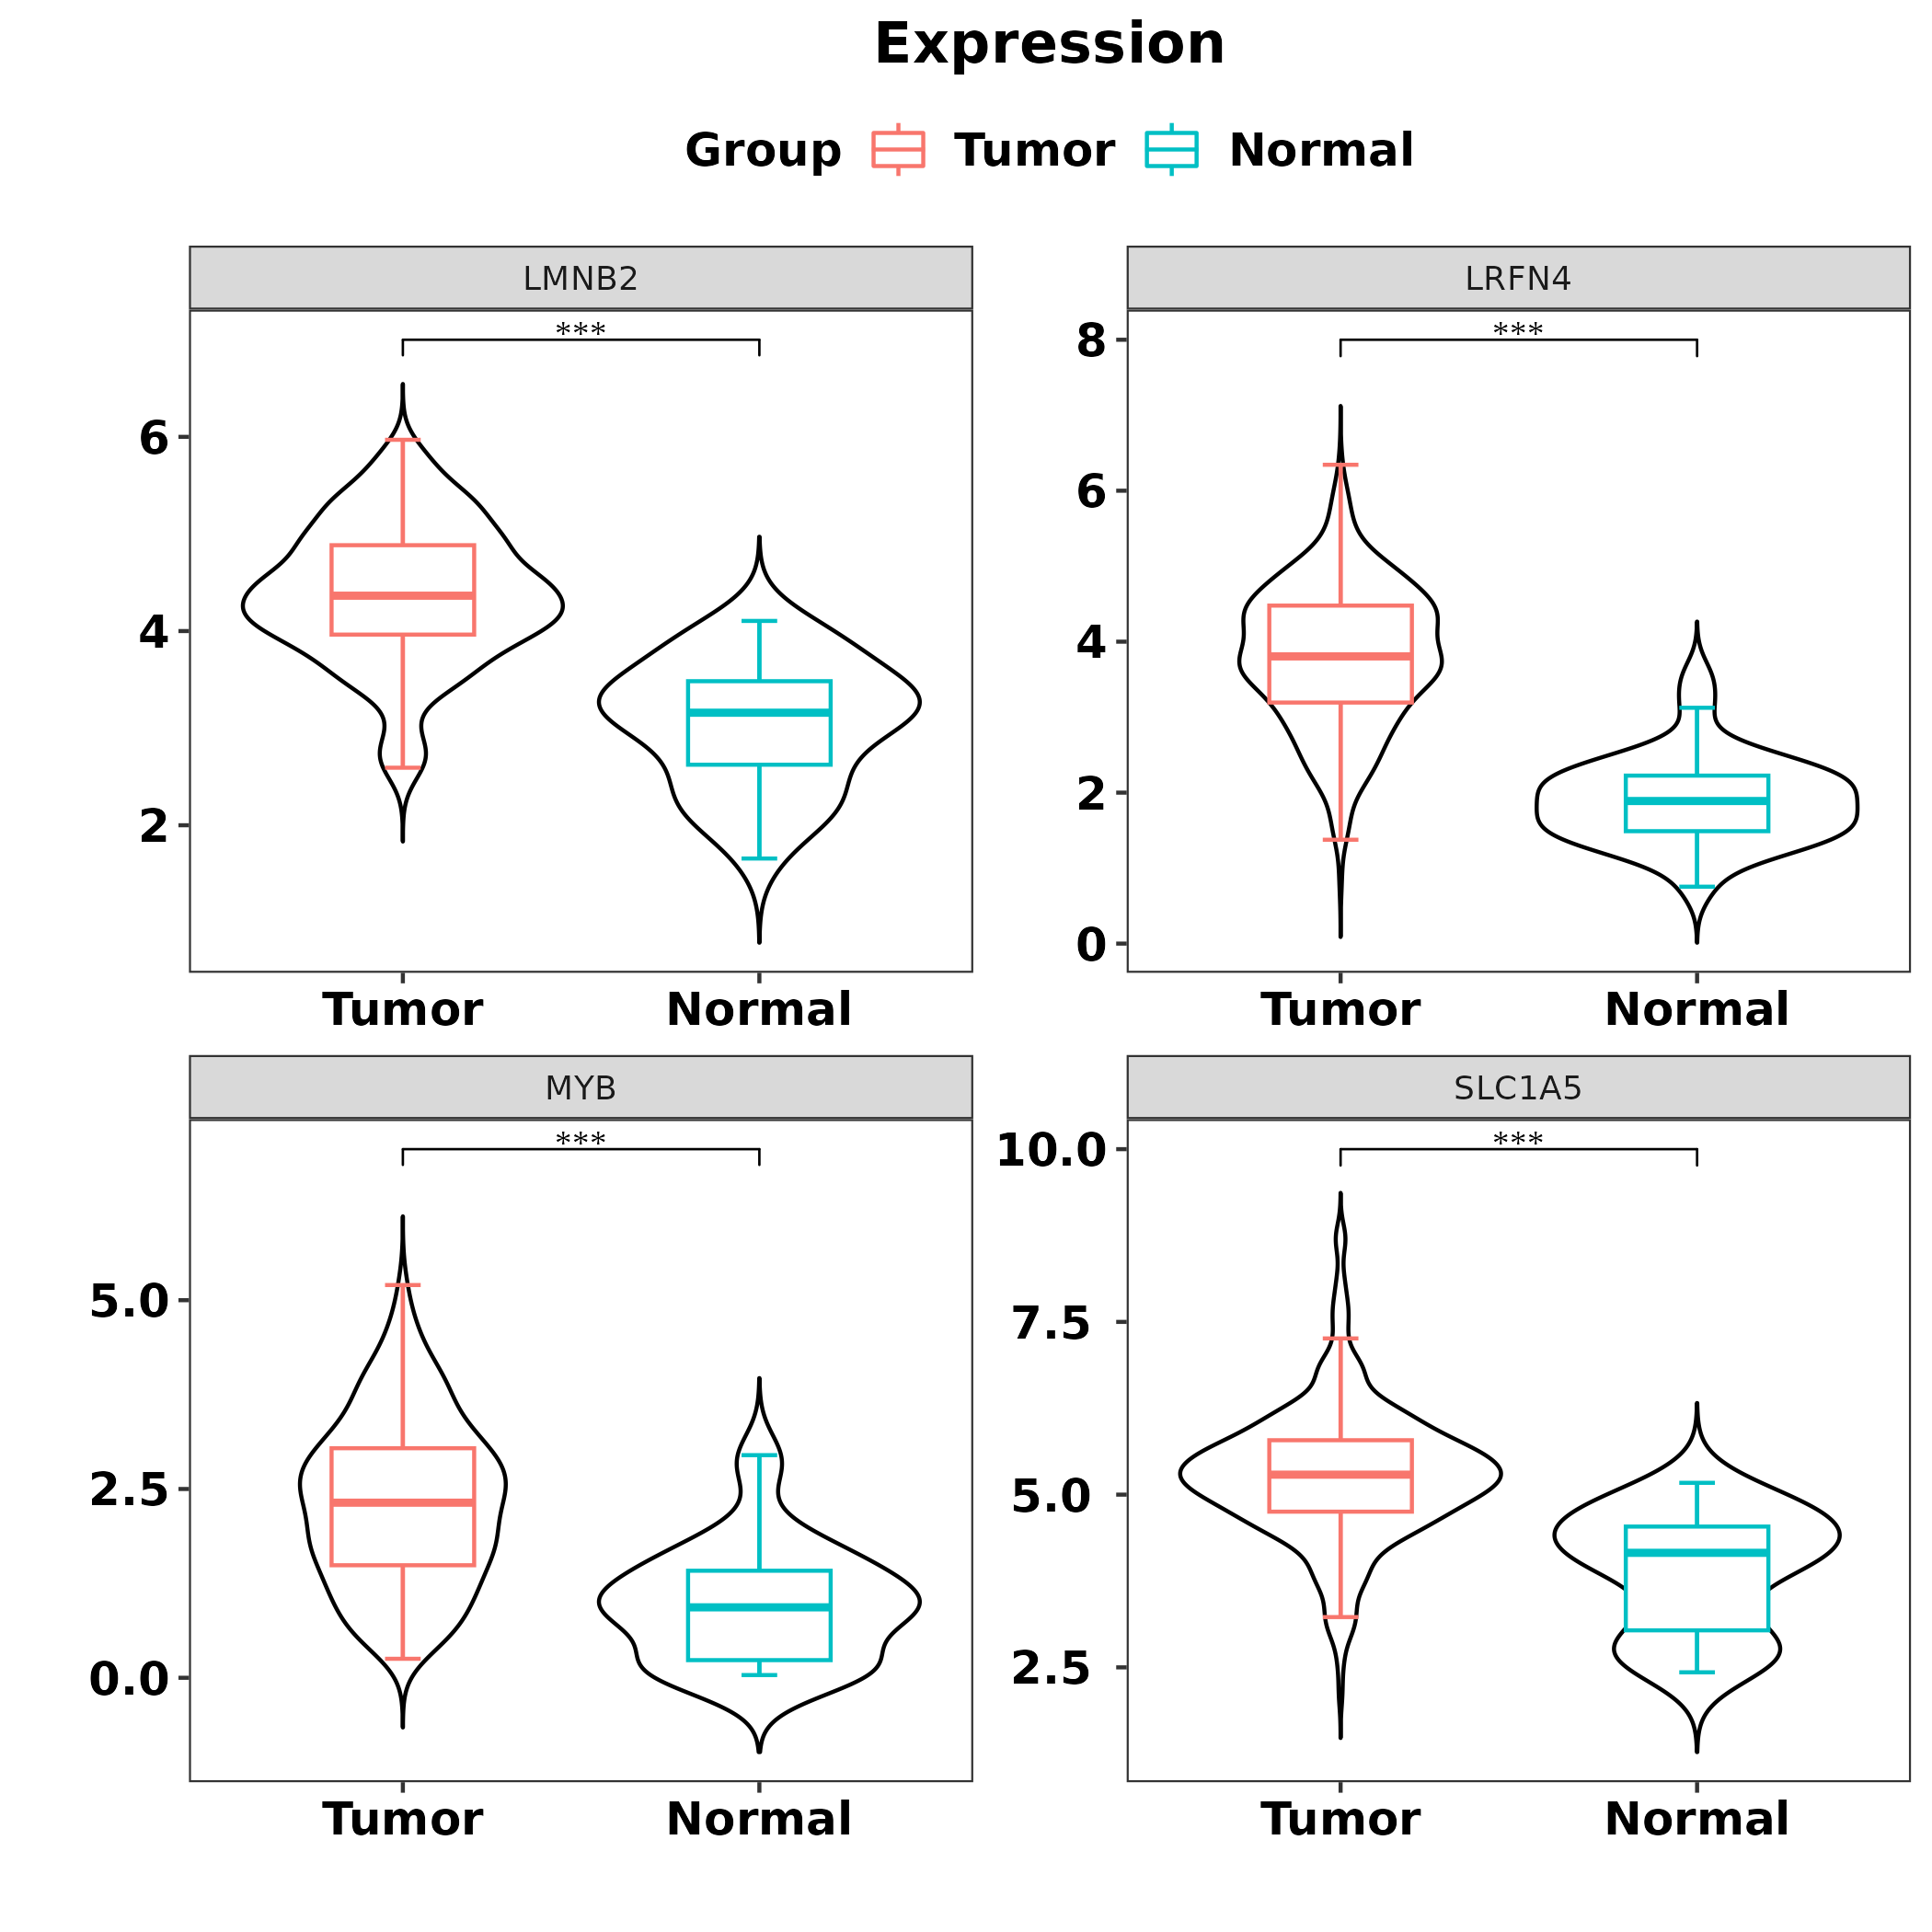 Expression
Group Tumor Normal
LMNB2
***
6
4
2
Tumor Normal
LRFN4
***
8
6
4
2
0
Tumor Normal
MYB
***
5.0
2.5
0.0
Tumor Normal
SLC1A5
***
10.0
7.5
5.0
2.5
Tumor Normal